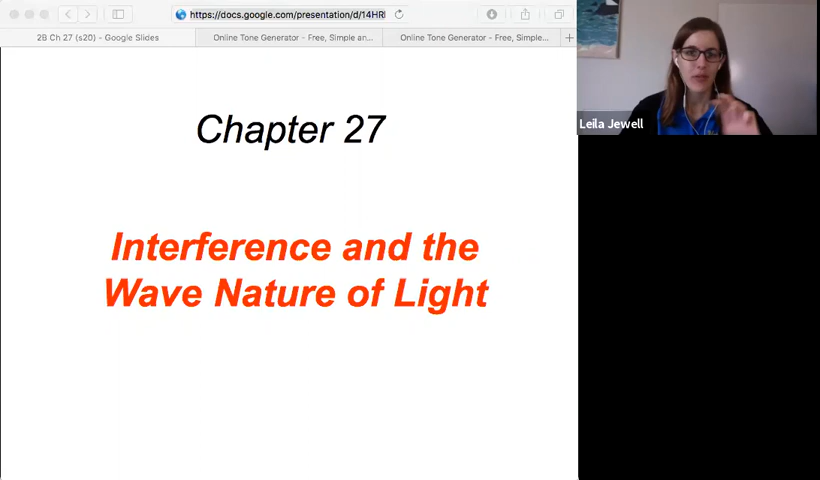 https://docs.google.com/presentation/d/14HRl
2B Ch 27 (s20) - Google Slides
Online Tone Generator - Free, Simple an...
Online Tone Generator - Free, Simple...
Chapter 27
Leila Jewell
Interference and the
Wave Nature of Light